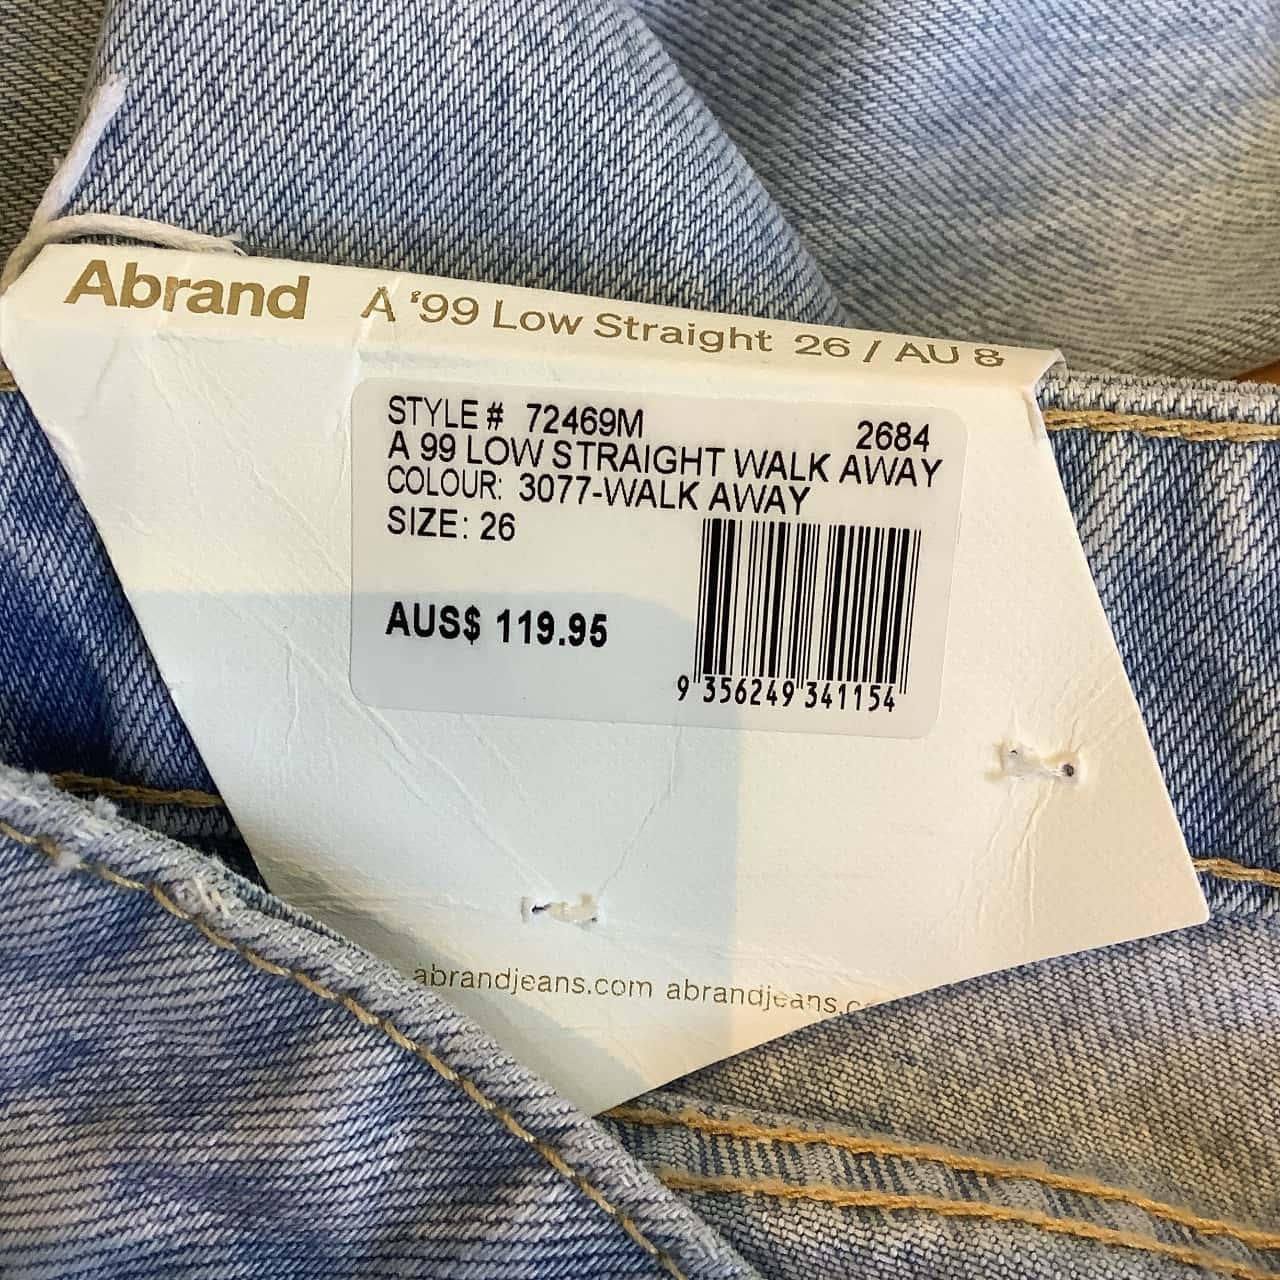 Abrand A '99 Low Straight 26 / AU 8
STYLE # 72469M 2684
A 99 LOW STRAIGHT WALK AWAY
COLOUR: 3077-WALK AWAY
SIZE: 26
AUS$ 119.95
9 356249 341154
abrandjeans.com abrandjeans.c